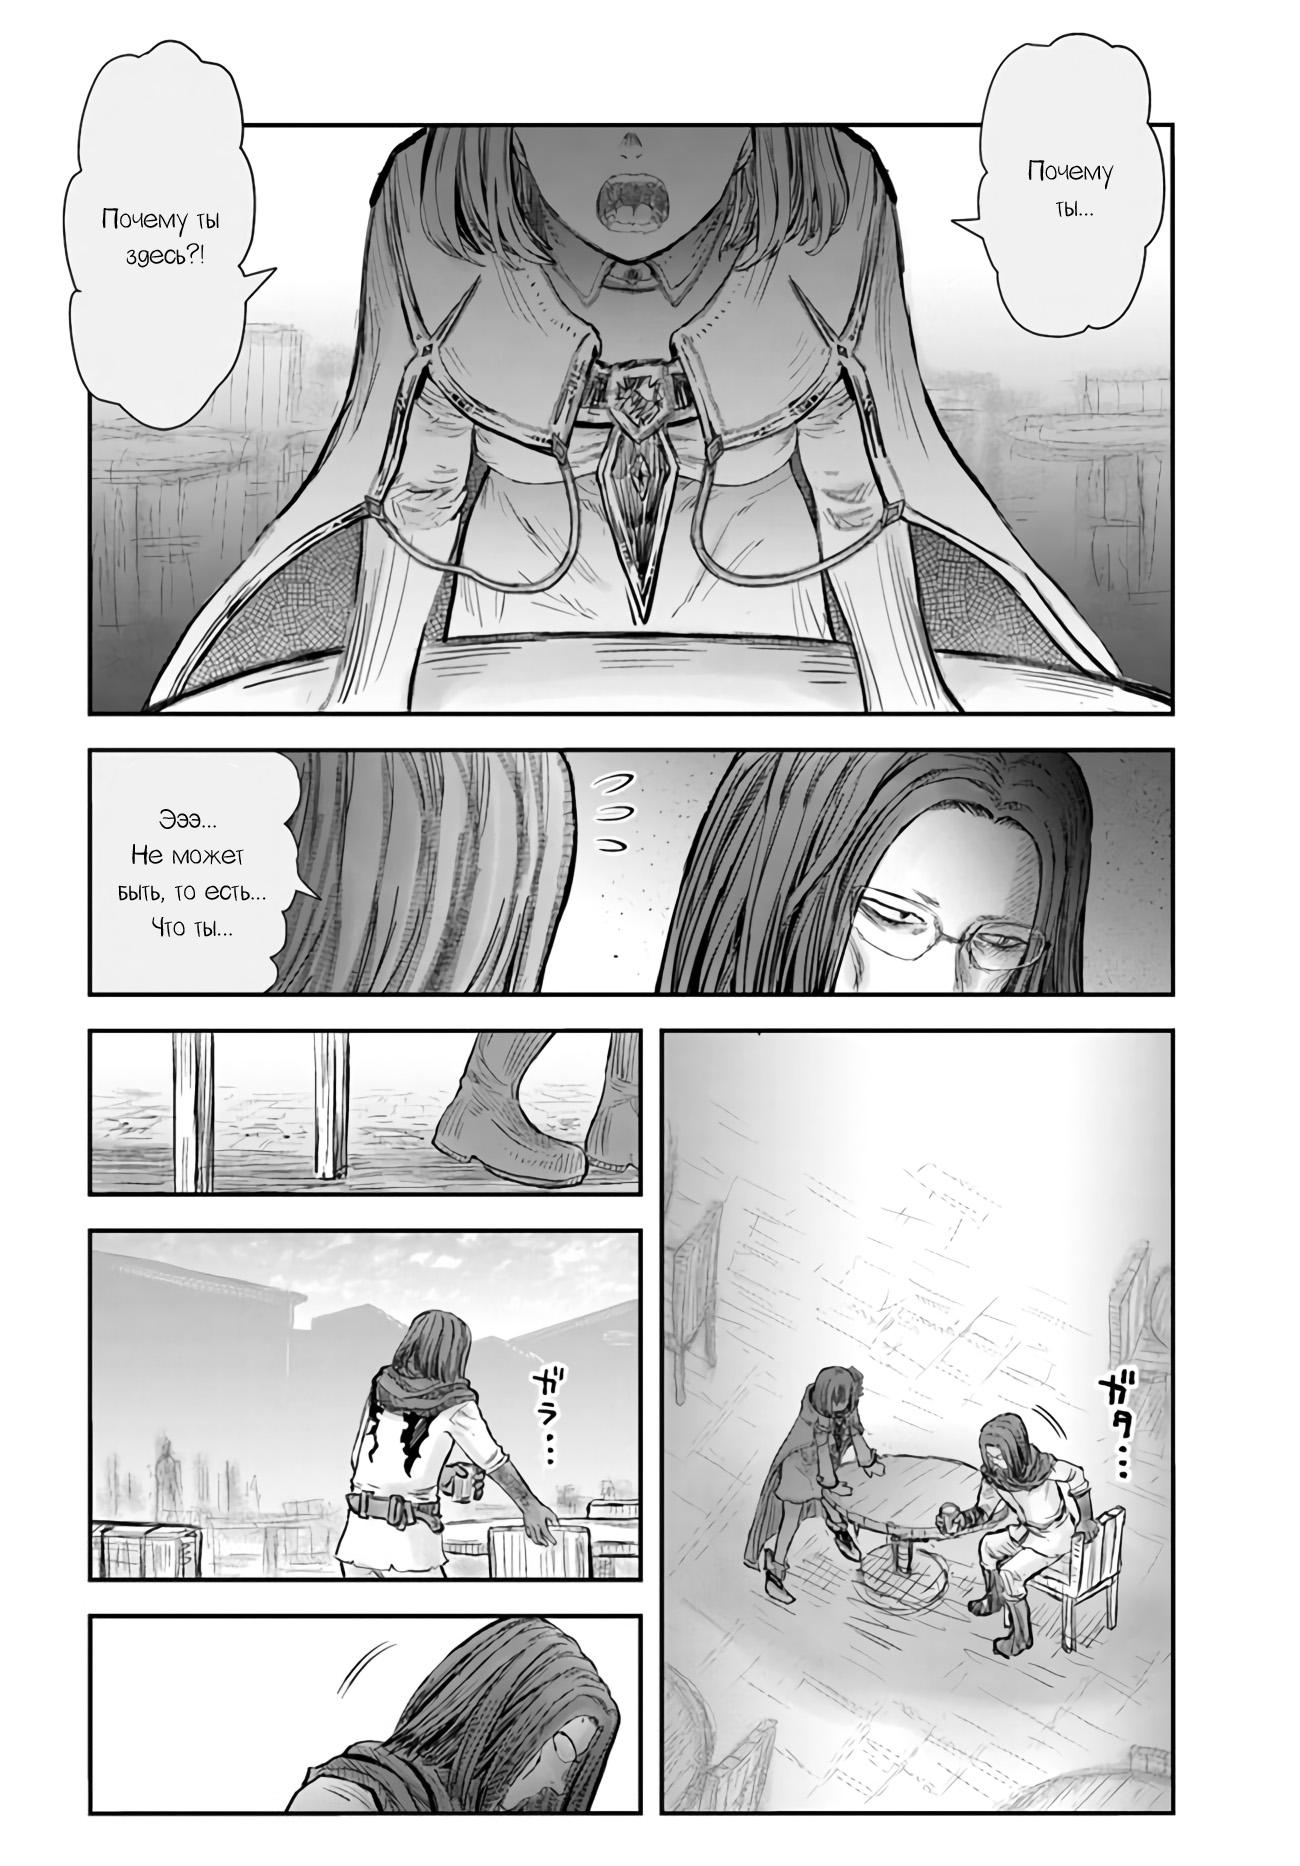 Почему
ты...
Почему ты
здесь?!
Эээ...
Не может
быть, то есть...
Что ты...
ガタ…
ガラ…